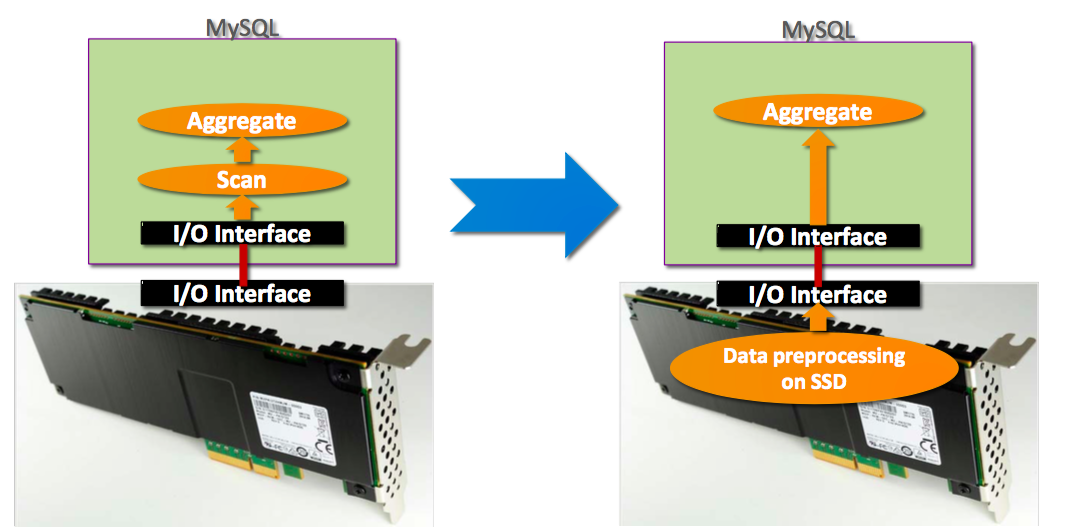 MySQL
Aggregate
Scan
I/O Interface
I/O Interface
MySQL
Aggregate
I/O Interface
I/O Interface
Data preprocessing
on SSD